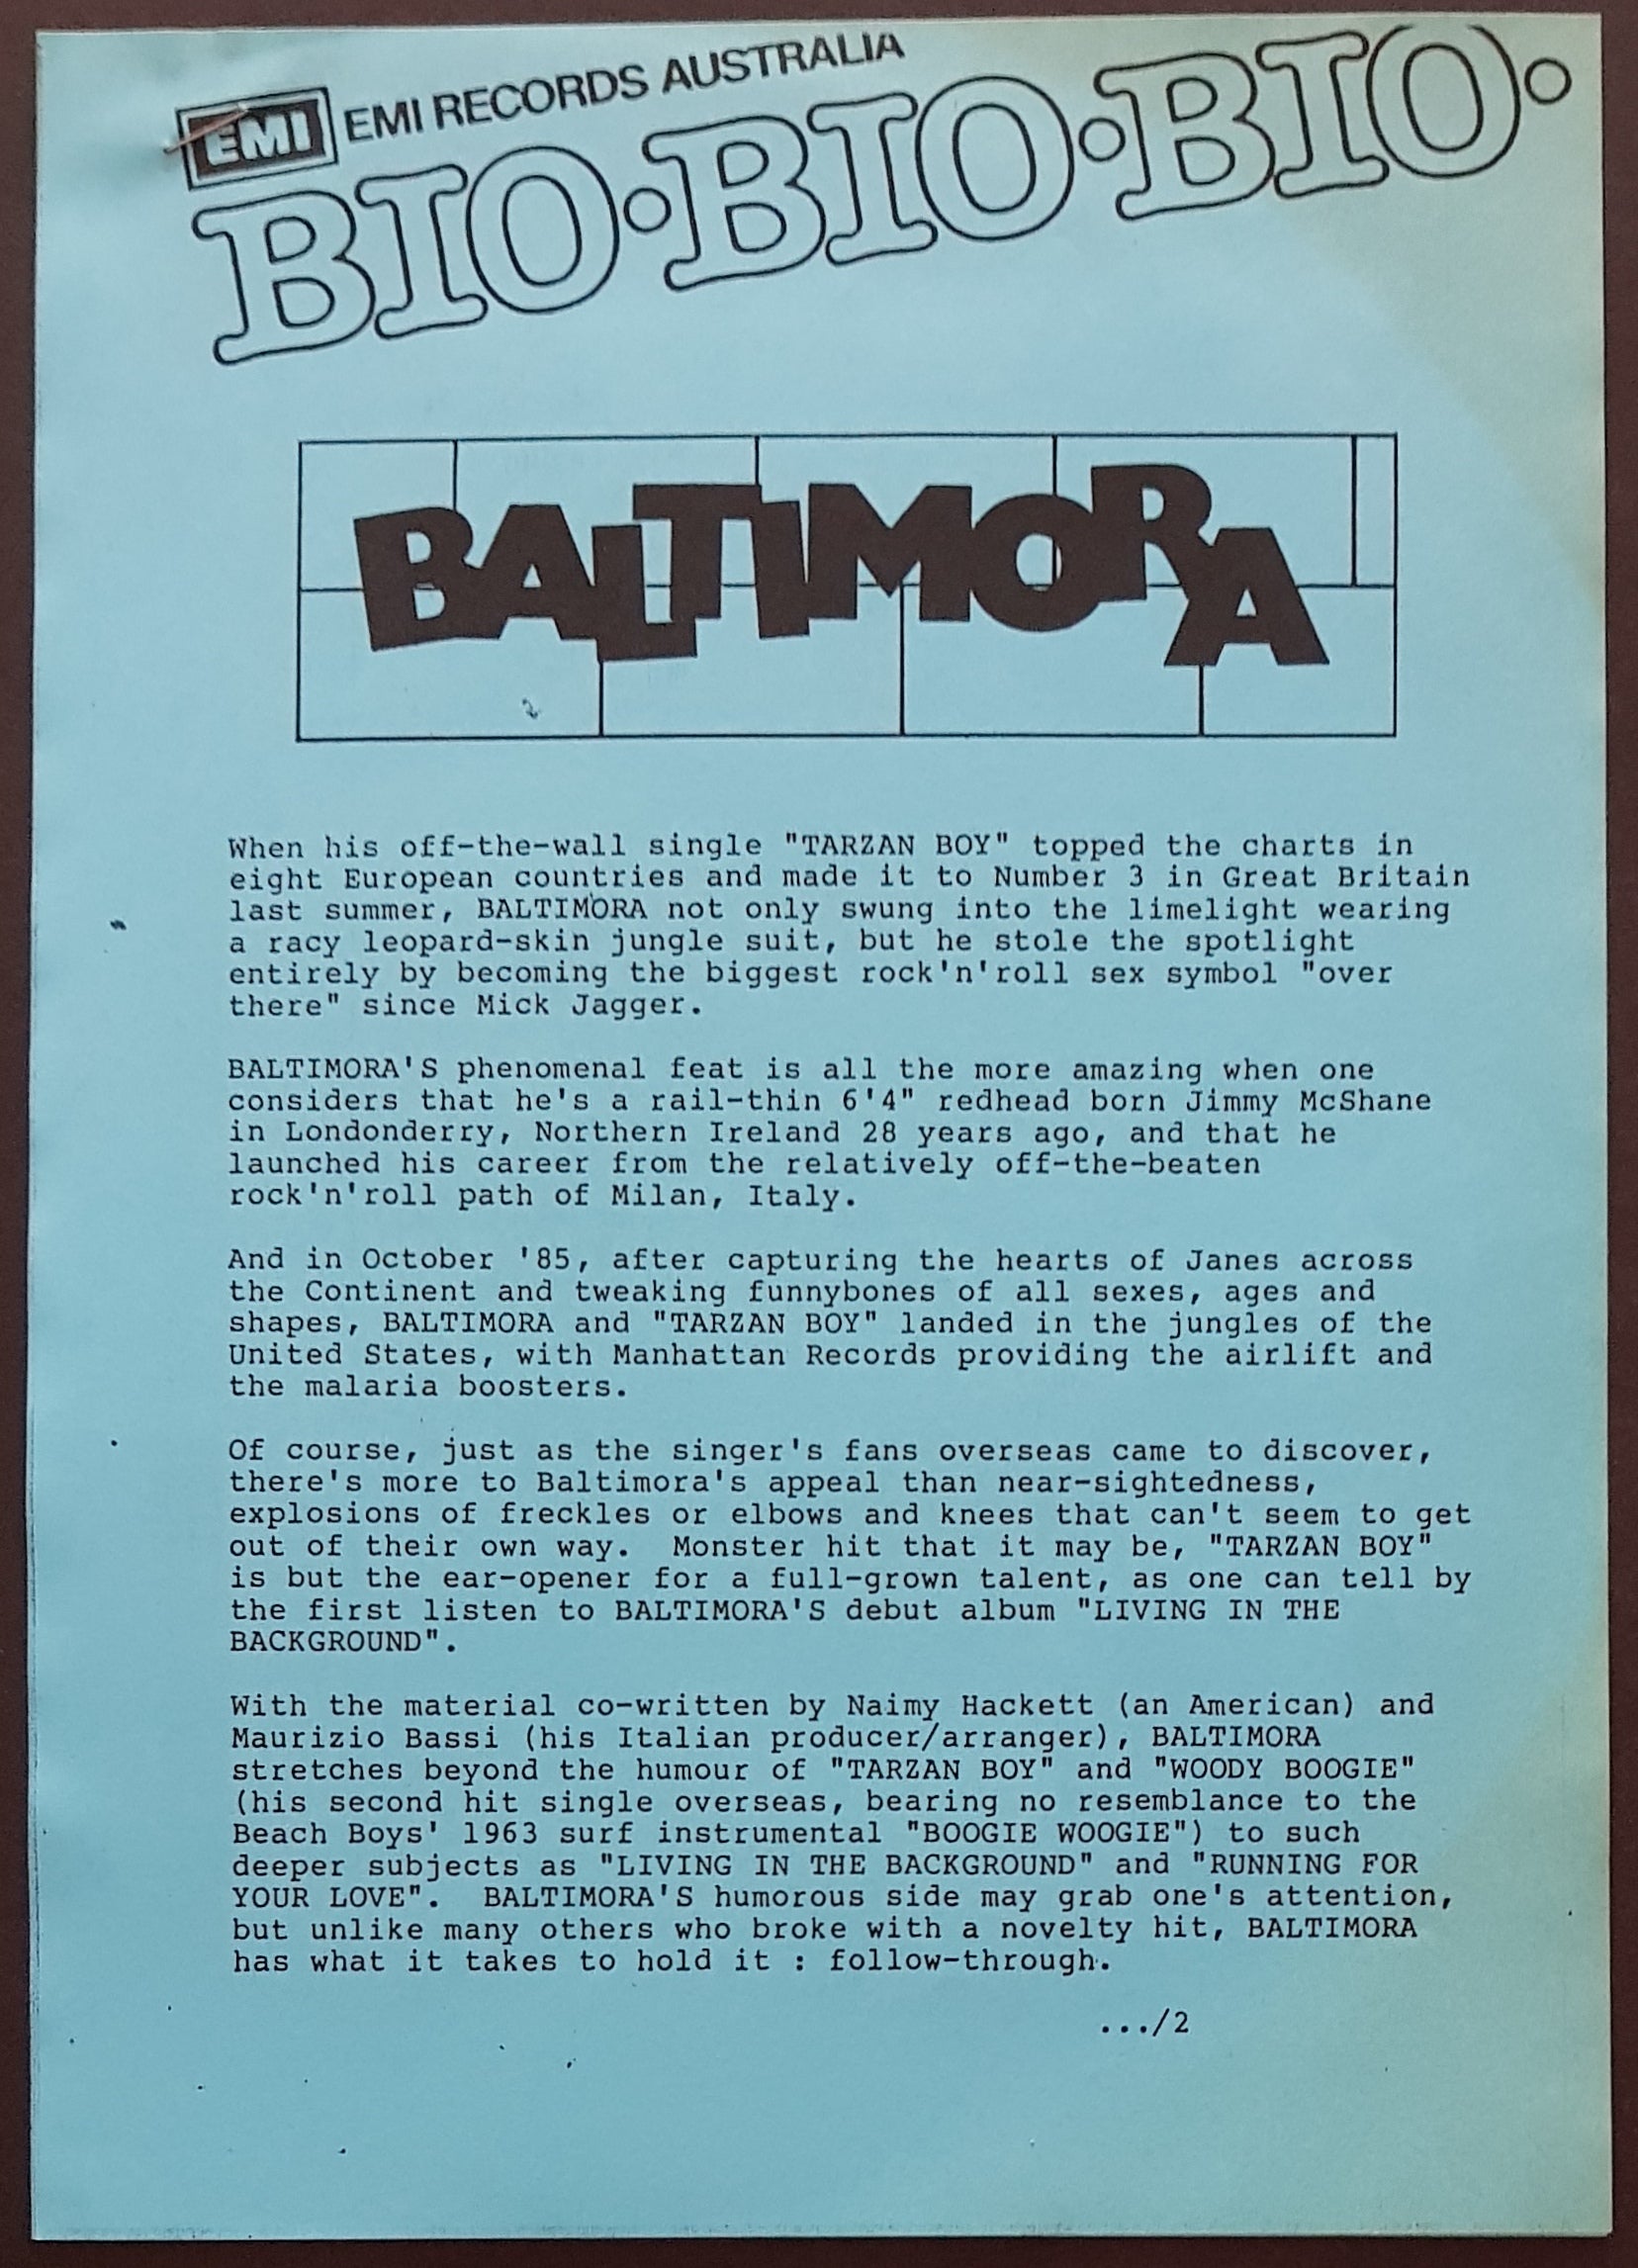 EMI EMI RECORDS AUSTRALIA
BIO·BIO·BIO·
BALTIMORA
When his off-the-wall single "TARZAN BOY" topped the charts in
eight European countries and made it to Number 3 in Great Britain
last summer, BALTIMORA not only swung into the limelight wearing
a racy leopard-skin jungle suit, but he stole the spotlight
entirely by becoming the biggest rock'n'roll sex symbol "over
there" since Mick Jagger.
BALTIMORA'S phenomenal feat is all the more amazing when one
considers that he's a rail-thin 6'4" redhead born Jimmy McShane
in Londonderry, Northern Ireland 28 years ago, and that he
launched his career from the relatively off-the-beaten
rock'n'roll path of Milan, Italy.
And in October '85, after capturing the hearts of Janes across
the Continent and tweaking funnybones of all sexes, ages and
shapes, BALTIMORA and "TARZAN BOY" landed in the jungles of the
United States, with Manhattan Records providing the airlift and
the malaria boosters.
Of course, just as the singer's fans overseas came to discover,
there's more to Baltimora's appeal than near-sightedness,
explosions of freckles or elbows and knees that can't seem to get
out of their own way.  Monster hit that it may be, "TARZAN BOY"
is but the ear-opener for a full-grown talent, as one can tell by
the first listen to BALTIMORA'S debut album "LIVING IN THE
BACKGROUND".
With the material co-written by Naimy Hackett (an American) and
Maurizio Bassi (his Italian producer/arranger), BALTIMORA
stretches beyond the humour of "TARZAN BOY" and "WOODY BOOGIE"
(his second hit single overseas, bearing no resemblance to the
Beach Boys' 1963 surf instrumental "BOOGIE WOOGIE") to such
deeper subjects as "LIVING IN THE BACKGROUND" and "RUNNING FOR
YOUR LOVE".  BALTIMORA'S humorous side may grab one's attention,
but unlike many others who broke with a novelty hit, BALTIMORA
has what it takes to hold it : follow-through.
.../2